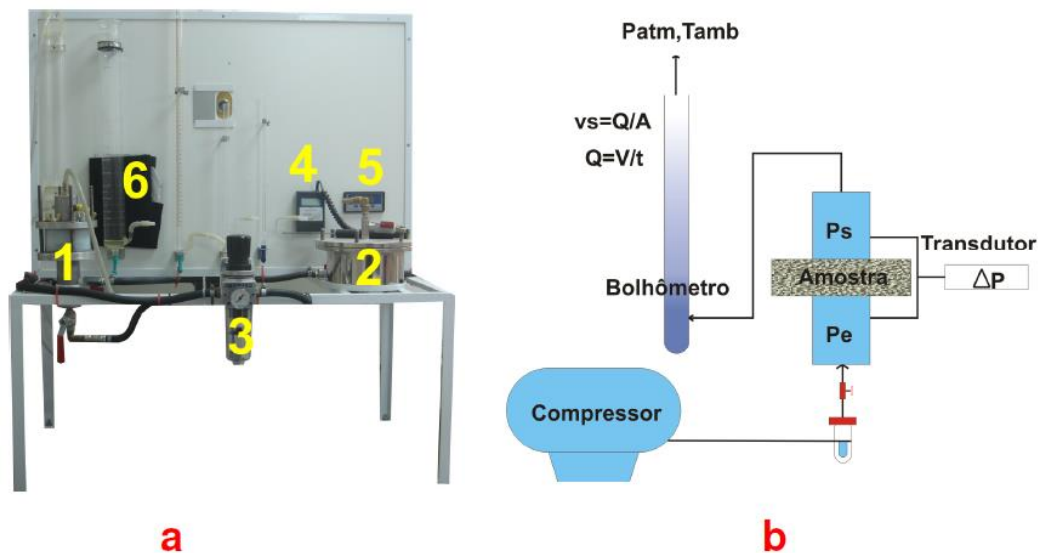 1
2
3
4
5
6
a
Patm,Tamb
vs=Q/A
Q=V/t
Bolhômetro
Ps
Amostra
Pe
Transdutor
ΔP
Compressor
b